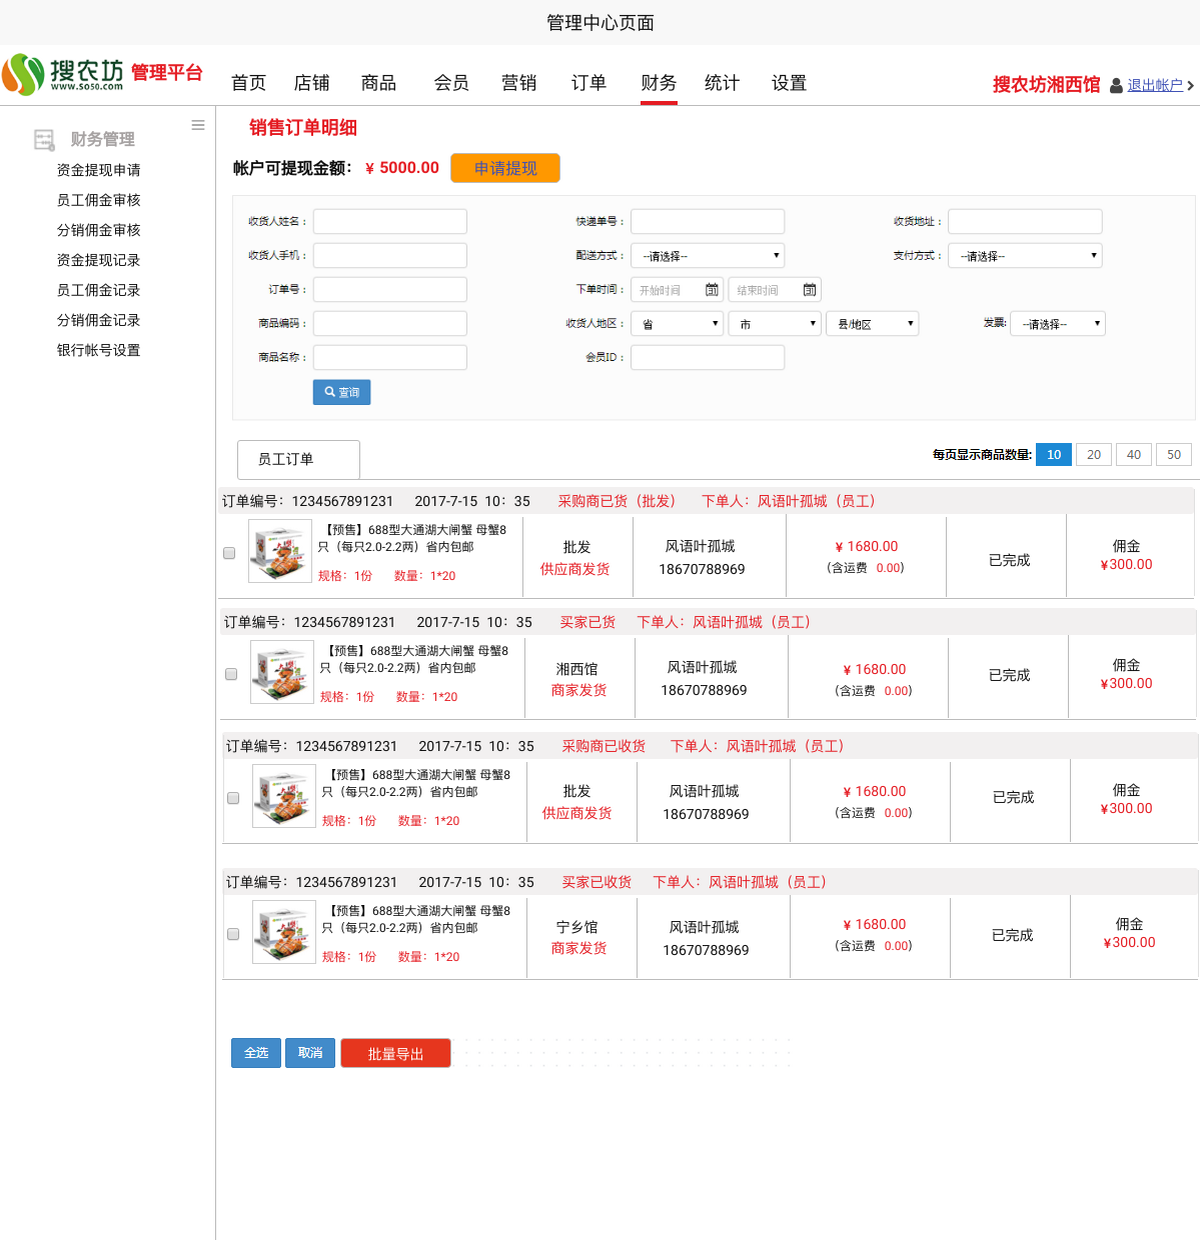 管理中心页面
搜农坊 管理平台
www.so50.com
首页 店铺 商品 会员 营销 订单 财务 统计 设置
搜农坊湘西馆 退出帐户
财务管理
资金提现申请
员工佣金审核
分销佣金审核
资金提现记录
员工佣金记录
分销佣金记录
银行帐号设置
销售订单明细
帐户可提现金额： ¥ 5000.00 申请提现
收货人姓名： 快递单号： 收货地址：
收货人手机： 配送方式： --请选择-- 支付方式： --请选择--
订单号： 下单时间： 开始时间 结束时间
商品编码： 收货人地区： 省 市 县/地区 发票: --请选择--
商品名称： 会员ID：
查询
员工订单 每页显示商品数量: 10 20 40 50
订单编号：1234567891231 2017-7-15 10：35 采购商已货（批发） 下单人：风语叶孤城（员工）
【预售】688型大通湖大闸蟹 母蟹8
只（每只2.0-2.2两）省内包邮
规格：1份 数量：1*20
批发
供应商发货
风语叶孤城
18670788969
¥ 1680.00
(含运费 0.00)
已完成
佣金
¥300.00
订单编号：1234567891231 2017-7-15 10：35 买家已货 下单人：风语叶孤城（员工）
【预售】688型大通湖大闸蟹 母蟹8
只（每只2.0-2.2两）省内包邮
规格：1份 数量：1*20
湘西馆
商家发货
风语叶孤城
18670788969
¥ 1680.00
(含运费 0.00)
已完成
佣金
¥300.00
订单编号：1234567891231 2017-7-15 10：35 采购商已收货 下单人：风语叶孤城（员工）
【预售】688型大通湖大闸蟹 母蟹8
只（每只2.0-2.2两）省内包邮
规格：1份 数量：1*20
批发
供应商发货
风语叶孤城
18670788969
¥ 1680.00
(含运费 0.00)
已完成
佣金
¥300.00
订单编号：1234567891231 2017-7-15 10：35 买家已收货 下单人：风语叶孤城（员工）
【预售】688型大通湖大闸蟹 母蟹8
只（每只2.0-2.2两）省内包邮
规格：1份 数量：1*20
宁乡馆
商家发货
风语叶孤城
18670788969
¥ 1680.00
(含运费 0.00)
已完成
佣金
¥300.00
全选 取消 批量导出